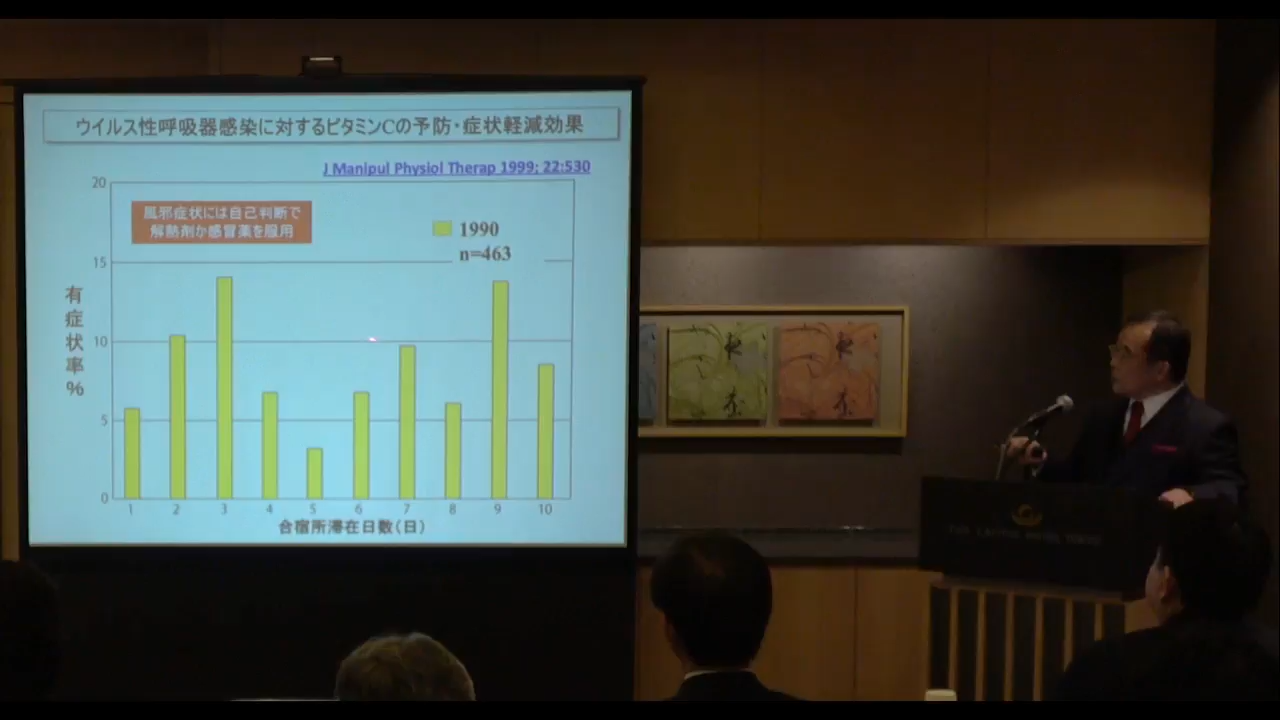 ウイルス性呼吸器感染に対するビタミンCの予防・症状軽減効果
J Manipul Physiol Therap 1999; 22:530
風邪症状には自己判断で
解熱剤か感冒薬を服用
1990
n=463
有症状率%
20
15
10
5
0
1 2 3 4 5 6 7 8 9 10
合宿所滞在日数(日)